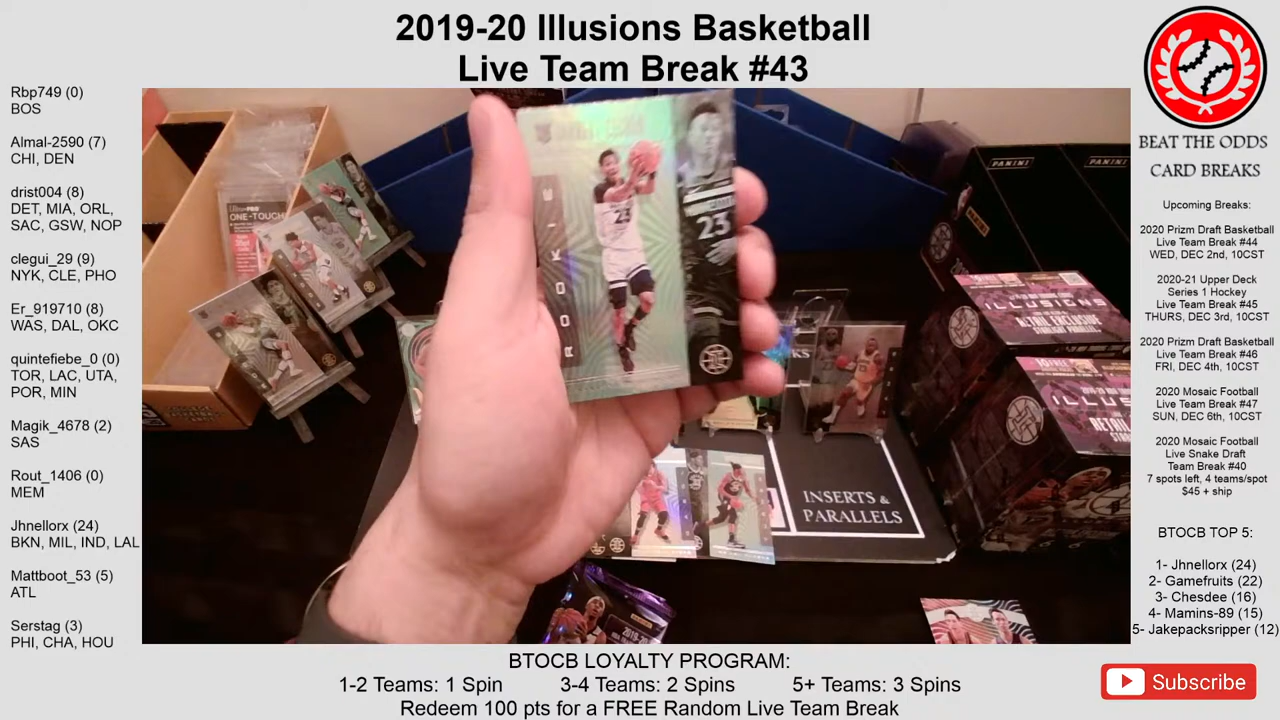 2019-20 Illusions Basketball
Live Team Break #43
Rbp749 (0)
BOS
Almal-2590 (7)
CHI, DEN
drist004 (8)
DET, MIA, ORL,
SAC, GSW, NOP
clegui_29 (9)
NYK, CLE, PHO
Er_919710 (8)
WAS, DAL, OKC
quintefiebe_0 (0)
TOR, LAC, UTA,
POR, MIN
Magik_4678 (2)
SAS
Rout_1406 (0)
MEM
Jhnellorx (24)
BKN, MIL, IND, LAL
Mattboot_53 (5)
ATL
Serstag (3)
PHI, CHA, HOU
ONE-TOUCH
ROOKIE
23
23
PANINI
PANINI
PANINI
ILLUSIONS
RETAIL EXCLUSIVE
INSERTS &
PARALLELS
2019-20
BEAT THE ODDS
CARD BREAKS
Upcoming Breaks:
2020 Prizm Draft Basketball
Live Team Break #44
WED, DEC 2nd, 10CST
2020-21 Upper Deck
Series 1 Hockey
Live Team Break #45
THURS, DEC 3rd, 10CST
2020 Prizm Draft Basketball
Live Team Break #46
FRI, DEC 4th, 10CST
2020 Mosaic Football
Live Team Break #47
SUN, DEC 6th, 10CST
2020 Mosaic Football
Live Snake Draft
Team Break #40
7 spots left, 4 teams/spot
$45 + ship
BTOCB TOP 5:
1- Jhnellorx (24)
2- Gamefruits (22)
3- Chesdee (16)
4- Mamins-89 (15)
5- Jakepacksripper (12)
BTOCB LOYALTY PROGRAM:
1-2 Teams: 1 Spin 3-4 Teams: 2 Spins 5+ Teams: 3 Spins
Redeem 100 pts for a FREE Random Live Team Break
Subscribe